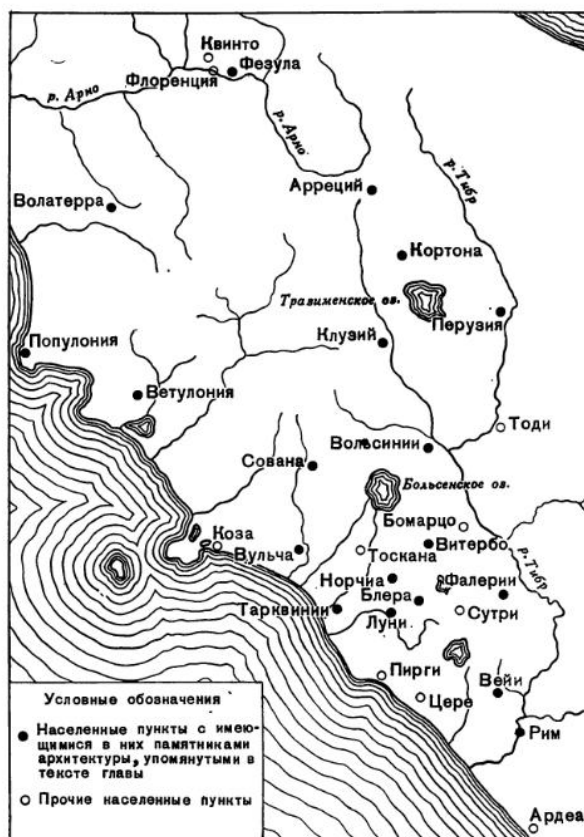 Квинто
Фезула
Флоренция
р. Арно
р. Арно
р. Тибр
Арреций
Волатерра
Кортона
Тразименское оз.
Перузия
Клузий
Популония
Ветулония
Тоди
Вольсинии
Сована
Больсенское оз.
Бомарцо
Коза
Вульча
Тоскана
Витербо
р. Тибр
Норчиа
Фалерии
Блера
Тарквинии
Луни
Сутри
Пирги
Вейи
Цере
Рим
Ардеа
Условные обозначения
Населенные пункты с имею-
щимися в них памятниками
архитектуры, упомянутыми в
тексте главы
Прочие населенные пункты